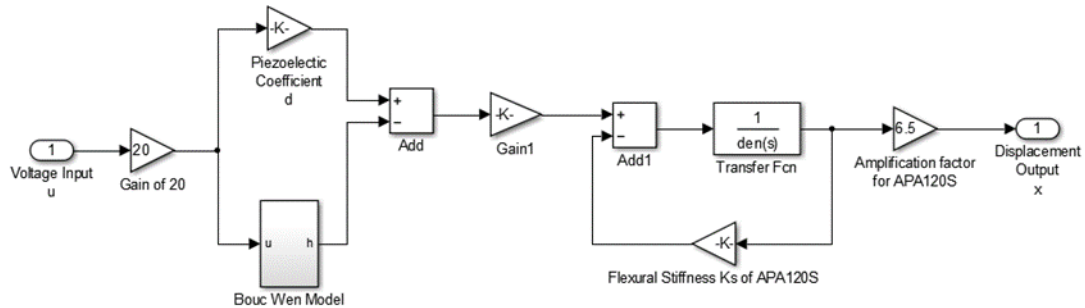 -K-
Piezoelectic
Coefficient
d
1
Voltage Input
u
20
Gain of 20
u h
Bouc Wen Model
+
−
Add
-K-
Gain1
+
−
Add1
1
den(s)
Transfer Fcn
-K-
Flexural Stiffness Ks of APA120S
6.5
Amplification factor
for APA120S
1
Displacement
Output
x